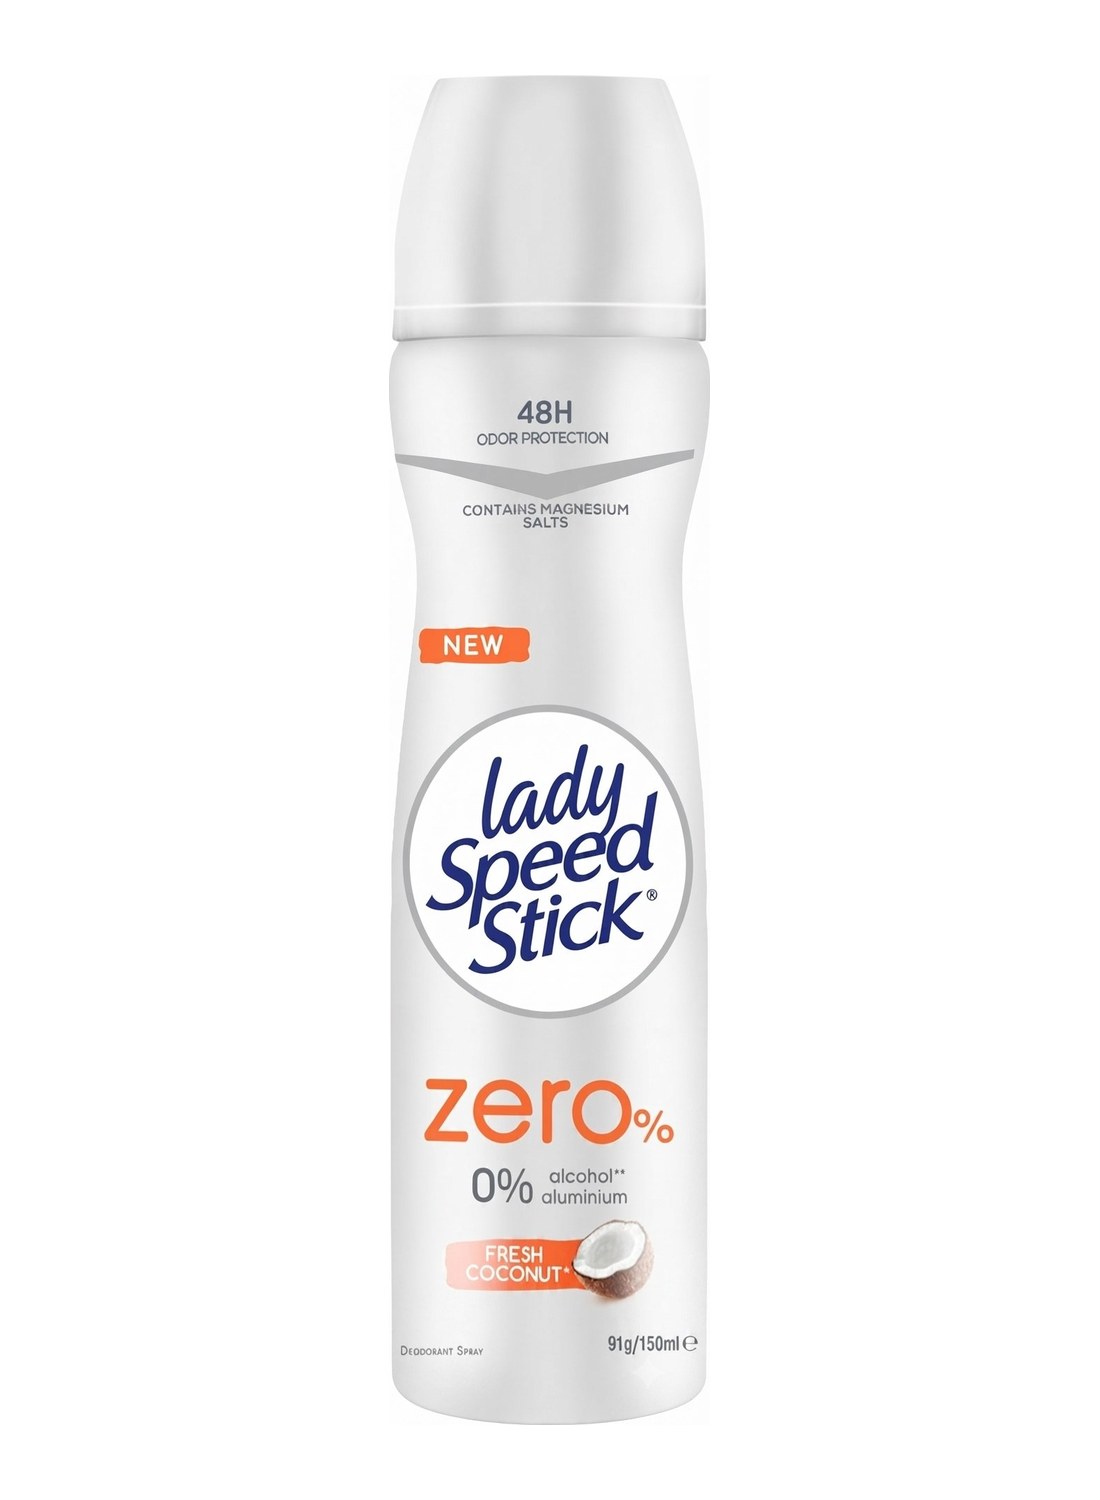 48H
ODOR PROTECTION
CONTAINS MAGNESIUM
SALTS
NEW
lady
Speed
Stick®
zero%
0% alcohol**
aluminium
FRESH
COCONUT*
DEODORANT SPRAY
91g/150ml ℮